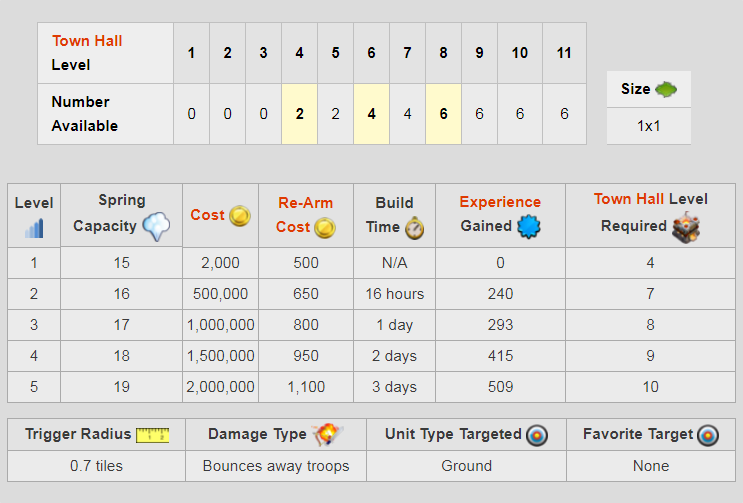 Town Hall Level 1 2 3 4 5 6 7 8 9 10 11
Number Available 0 0 0 2 2 4 4 6 6 6 6
Size
1x1
Level Spring Capacity Cost Re-Arm Cost Build Time Experience Gained Town Hall Level Required
1 15 2,000 500 N/A 0 4
2 16 500,000 650 16 hours 240 7
3 17 1,000,000 800 1 day 293 8
4 18 1,500,000 950 2 days 415 9
5 19 2,000,000 1,100 3 days 509 10
Trigger Radius Damage Type Unit Type Targeted Favorite Target
0.7 tiles Bounces away troops Ground None